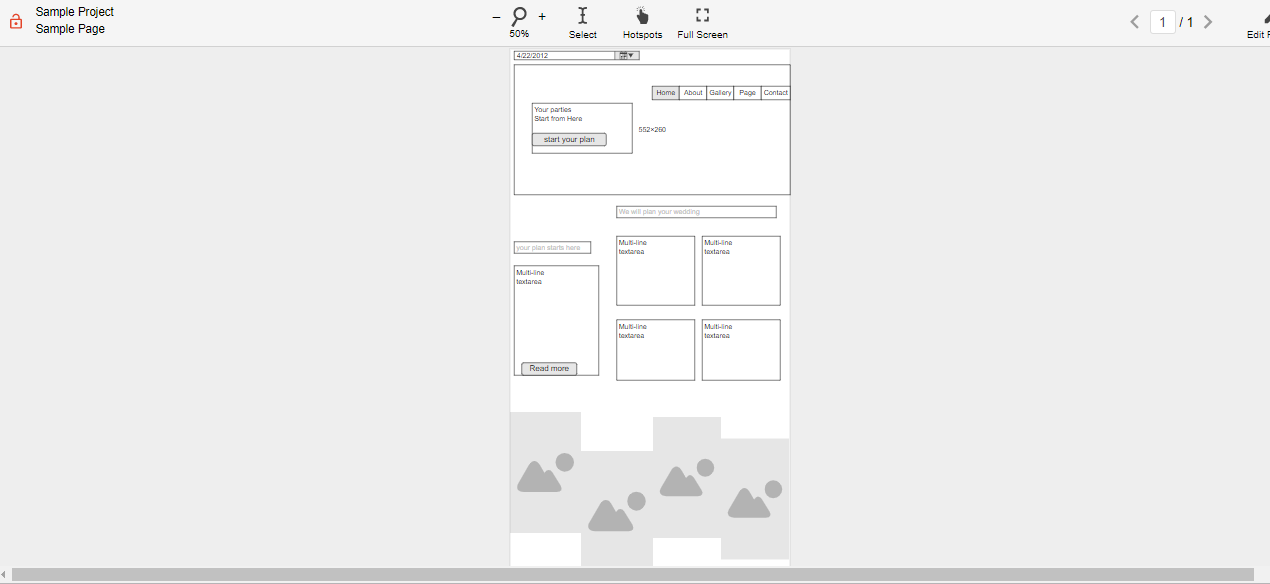 Sample Project
Sample Page
50%
Select
Hotspots
Full Screen
1 / 1
Edit
4/22/2012
Home About Gallery Page Contact
Your parties
Start from Here
start your plan
552×260
We will plan your wedding
your plan starts here
Multi-line
textarea
Multi-line
textarea
Multi-line
textarea
Multi-line
textarea
Multi-line
textarea
Read more